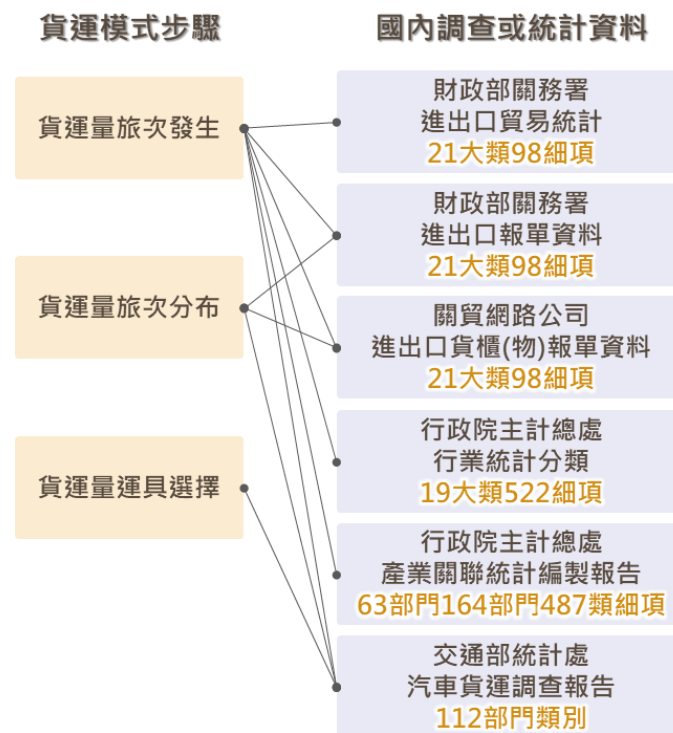 貨運模式步驟
國內調查或統計資料
貨運量旅次發生
貨運量旅次分布
貨運量運具選擇
財政部關務署
進出口貿易統計
21大類98細項
財政部關務署
進出口報單資料
21大類98細項
關貿網路公司
進出口貨櫃(物)報單資料
21大類98細項
行政院主計總處
行業統計分類
19大類522細項
行政院主計總處
產業關聯統計編製報告
63部門164部門487類細項
交通部統計處
汽車貨運調查報告
112部門類別